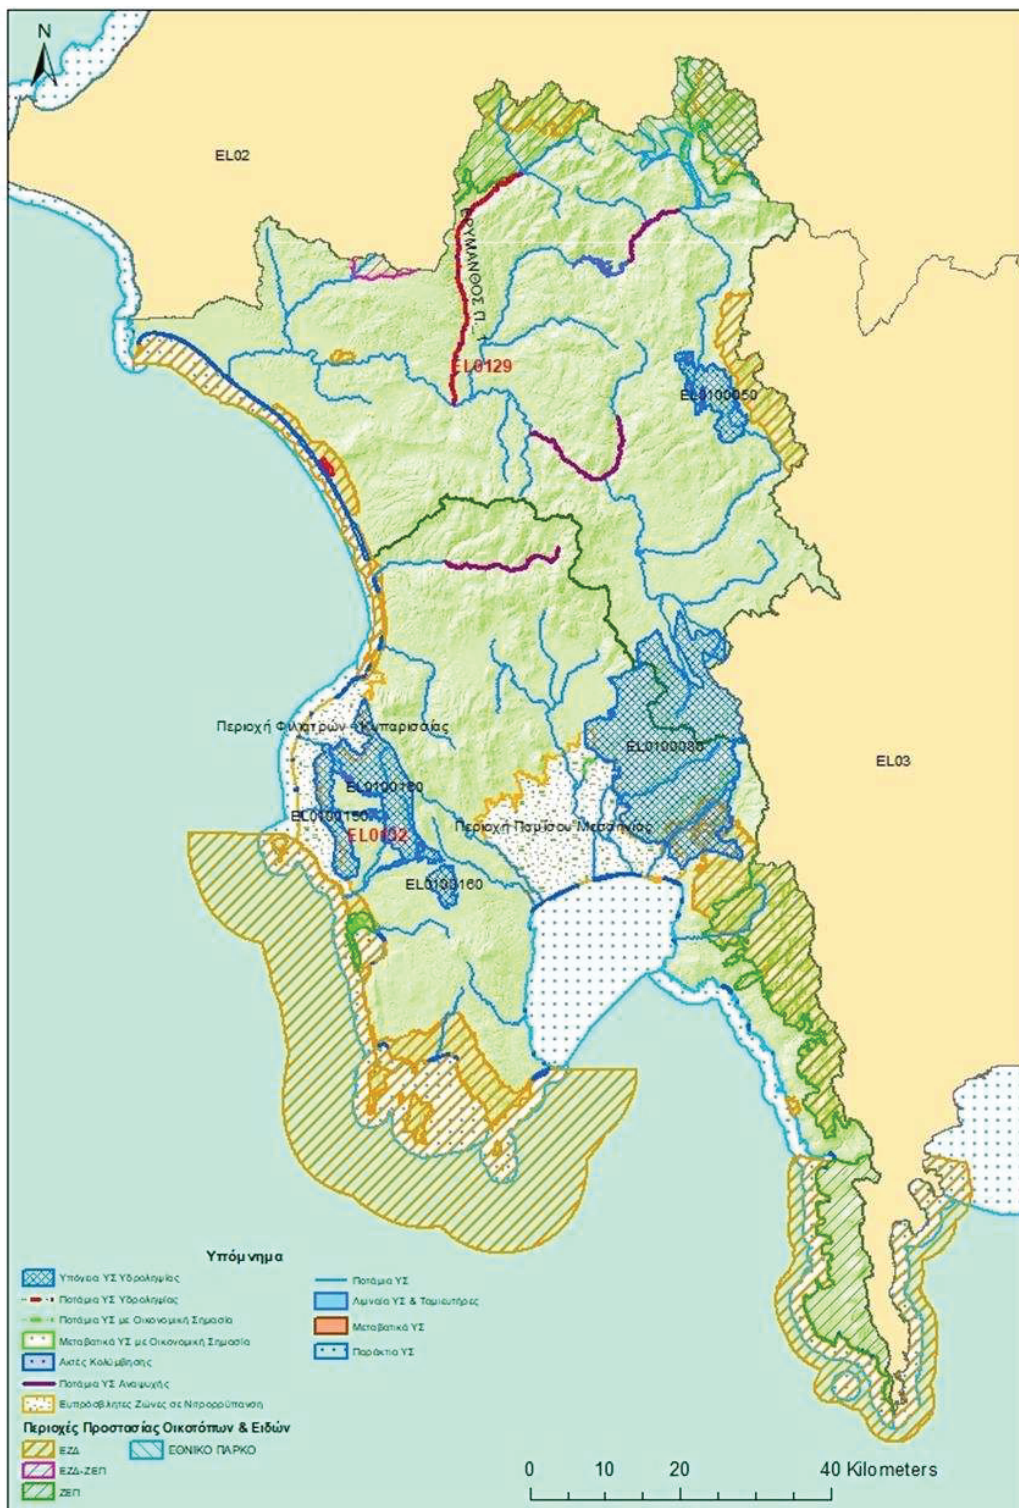 N
EL02
ΕΡΥΜΑΝΘΟΣ Π._1
EL0129
EL0100050
Περιοχή Φιλιατρών - Κυπαρισσίας
EL0100080
EL03
EL0100180
EL0100150
EL0132
Περιοχή Παμίσου Μεσσηνίας
EL0100160
Υπόμνημα
Υπόγεια ΥΣ Υδροληψίας
Ποτάμια ΥΣ Υδροληψίας
Ποτάμια ΥΣ με Οικονομική Σημασία
Μεταβατικά ΥΣ με Οικονομική Σημασία
Ακτές Κολύμβησης
Ποτάμια ΥΣ Αναψυχής
Ευπρόσβλητες Ζώνες σε Νιτρορρύπανση
Ποτάμια ΥΣ
Λιμναία ΥΣ & Ταμιευτήρες
Μεταβατικά ΥΣ
Παράκτια ΥΣ
Περιοχές Προστασίας Οικοτόπων & Ειδών
ΕΖΔ
ΕΘΝΙΚΟ ΠΑΡΚΟ
ΕΖΔ-ΖΕΠ
ΖΕΠ
0 10 20 40 Kilometers